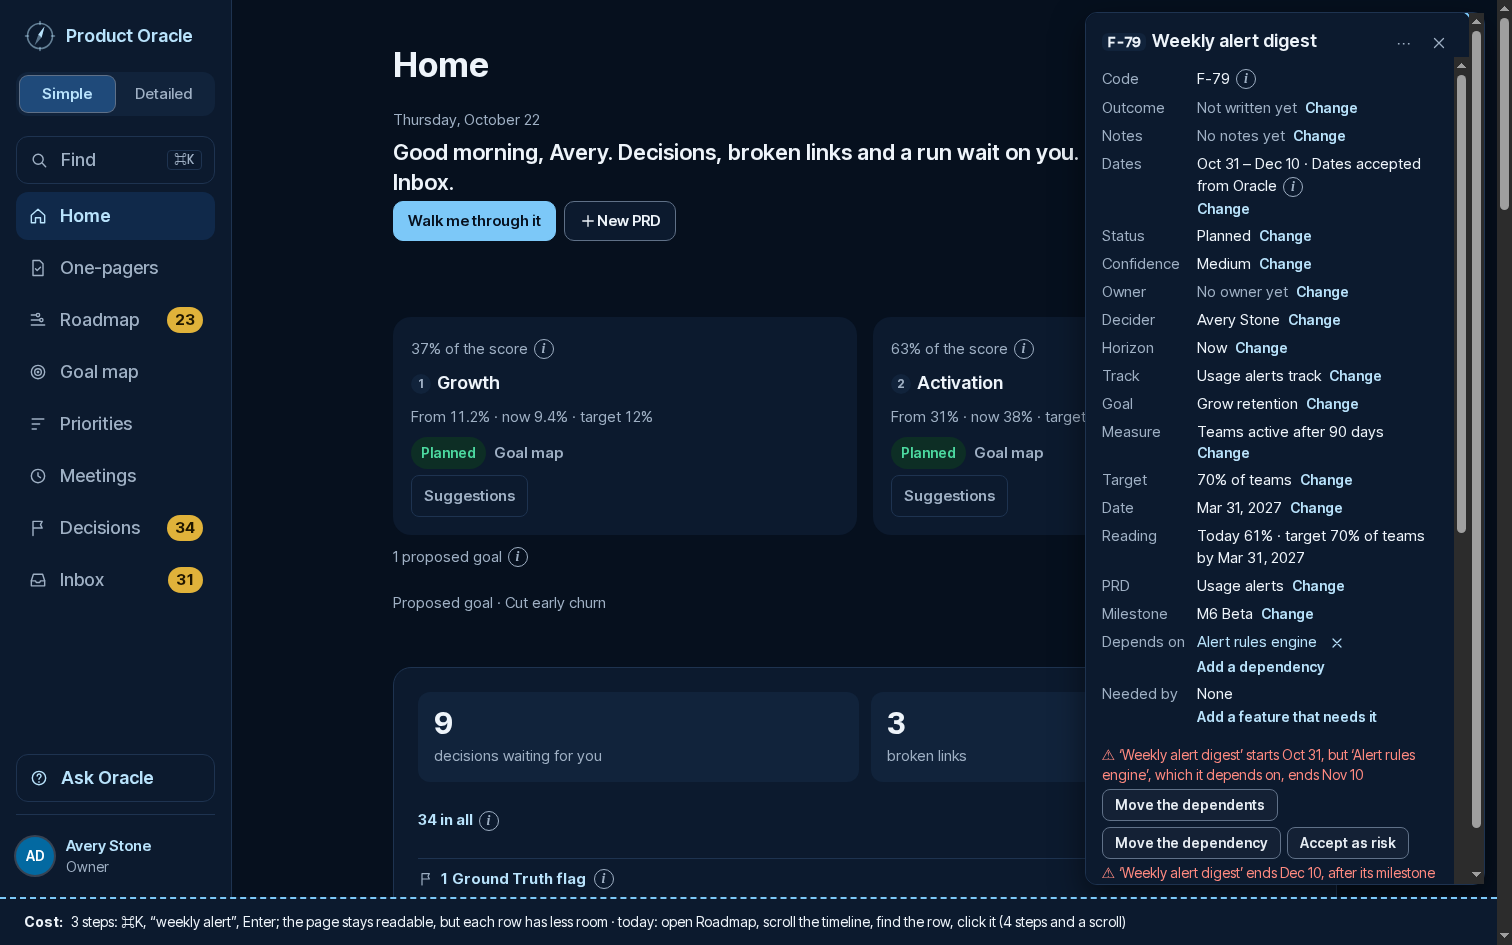 Product Oracle
Simple
Detailed
Find
⌘K
Home
One-pagers
Roadmap
23
Goal map
Priorities
Meetings
Decisions
34
Inbox
31
Ask Oracle
AD
Avery Stone
Owner
Home
Thursday, October 22
Good morning, Avery. Decisions, broken links and a run wait on you.
Inbox.
Walk me through it
New PRD
37% of the score i
1 Growth
From 11.2% · now 9.4% · target 12%
Planned
Goal map
Suggestions
63% of the score i
2 Activation
From 31% · now 38% · target
Planned
Goal map
Suggestions
1 proposed goal i
Proposed goal · Cut early churn
9
decisions waiting for you
3
broken links
34 in all i
1 Ground Truth flag i
F-79 Weekly alert digest
Code F-79 i
Outcome Not written yet Change
Notes No notes yet Change
Dates Oct 31 – Dec 10 · Dates accepted
from Oracle i
Change
Status Planned Change
Confidence Medium Change
Owner No owner yet Change
Decider Avery Stone Change
Horizon Now Change
Track Usage alerts track Change
Goal Grow retention Change
Measure Teams active after 90 days
Change
Target 70% of teams Change
Date Mar 31, 2027 Change
Reading Today 61% · target 70% of teams
by Mar 31, 2027
PRD Usage alerts Change
Milestone M6 Beta Change
Depends on Alert rules engine ×
Add a dependency
Needed by None
Add a feature that needs it
⚠ ‘Weekly alert digest’ starts Oct 31, but ‘Alert rules
engine’, which it depends on, ends Nov 10
Move the dependents
Move the dependency
Accept as risk
⚠ ‘Weekly alert digest’ ends Dec 10, after its milestone
Cost: 3 steps: ⌘K, “weekly alert”, Enter; the page stays readable, but each row has less room · today: open Roadmap, scroll the timeline, find the row, click it (4 steps and a scroll)